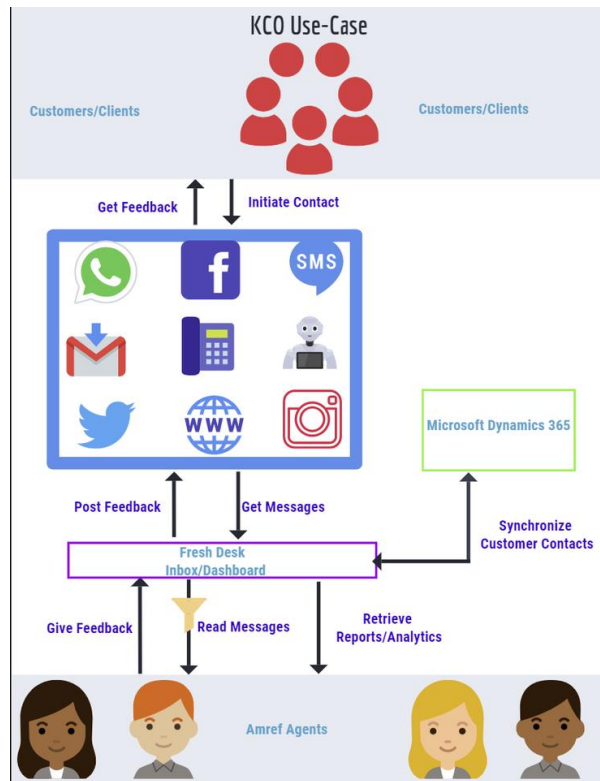 KCO Use-Case
Customers/Clients
Customers/Clients
Get Feedback
Initiate Contact
f
SMS
WWW
Microsoft Dynamics 365
Post Feedback
Get Messages
Synchronize
Customer Contacts
Fresh Desk
Inbox/Dashboard
Give Feedback
Read Messages
Retrieve
Reports/Analytics
Amref Agents